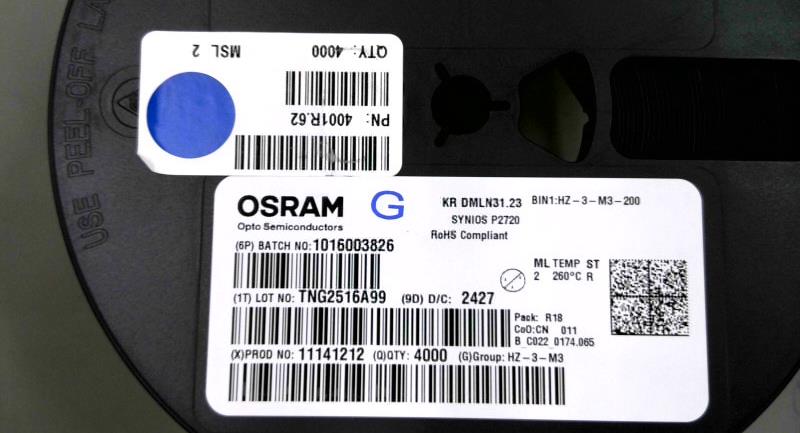 USE PEEL-OFF LA
QTY: 4000 MSL 2
PN: 4001R.62
OSRAM G
Opto Semiconductors
KR DMLN31.23 BIN1:HZ-3-M3-200
SYNIOS P2720
RoHS Compliant
(6P) BATCH NO:1016003826
ML TEMP ST
2 260°C R
(1T) LOT NO: TNG2516A99 (9D) D/C: 2427
Pack: R18
CoO:CN 011
B_C022_0174.065
(X)PROD NO: 11141212 (Q)QTY: 4000 (G)Group: HZ-3-M3